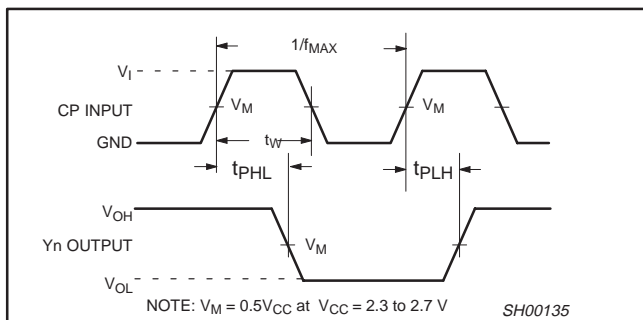 1/fMAX
VI
CP INPUT
VM
VM
GND
tW
tPHL
tPLH
VOH
Yn OUTPUT
VM
VOL
NOTE: VM = 0.5VCC at VCC = 2.3 to 2.7 V
SH00135